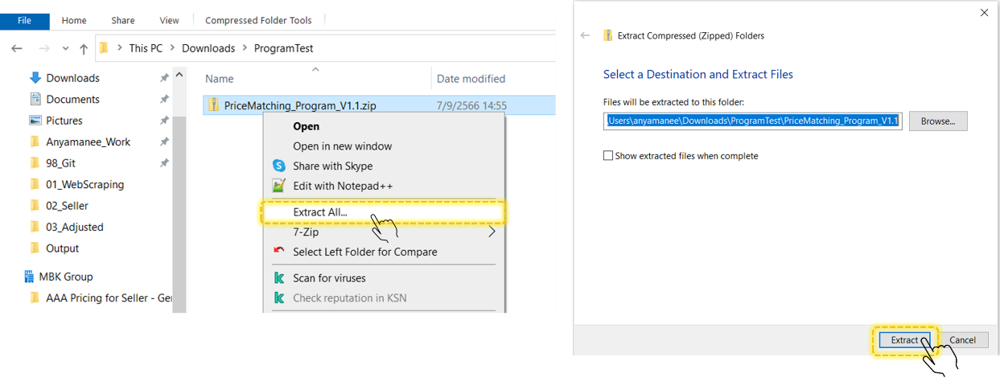 File Home Share View Compressed Folder Tools
This PC Downloads ProgramTest
Downloads
Documents
Pictures
Anyamanee_Work
98_Git
01_WebScraping
02_Seller
03_Adjusted
Output
MBK Group
AAA Pricing for Seller - Ge
Name Date modified
PriceMatching_Program_V1.1.zip 7/9/2566 14:55
Open
Open in new window
Share with Skype
Edit with Notepad++
Extract All...
7-Zip
Select Left Folder for Compare
Scan for viruses
Check reputation in KSN
Extract Compressed (Zipped) Folders
Select a Destination and Extract Files
Files will be extracted to this folder:
Users\anyamanee\Downloads\ProgramTest\PriceMatching_Program_V1.1
Browse...
Show extracted files when complete
Extract Cancel